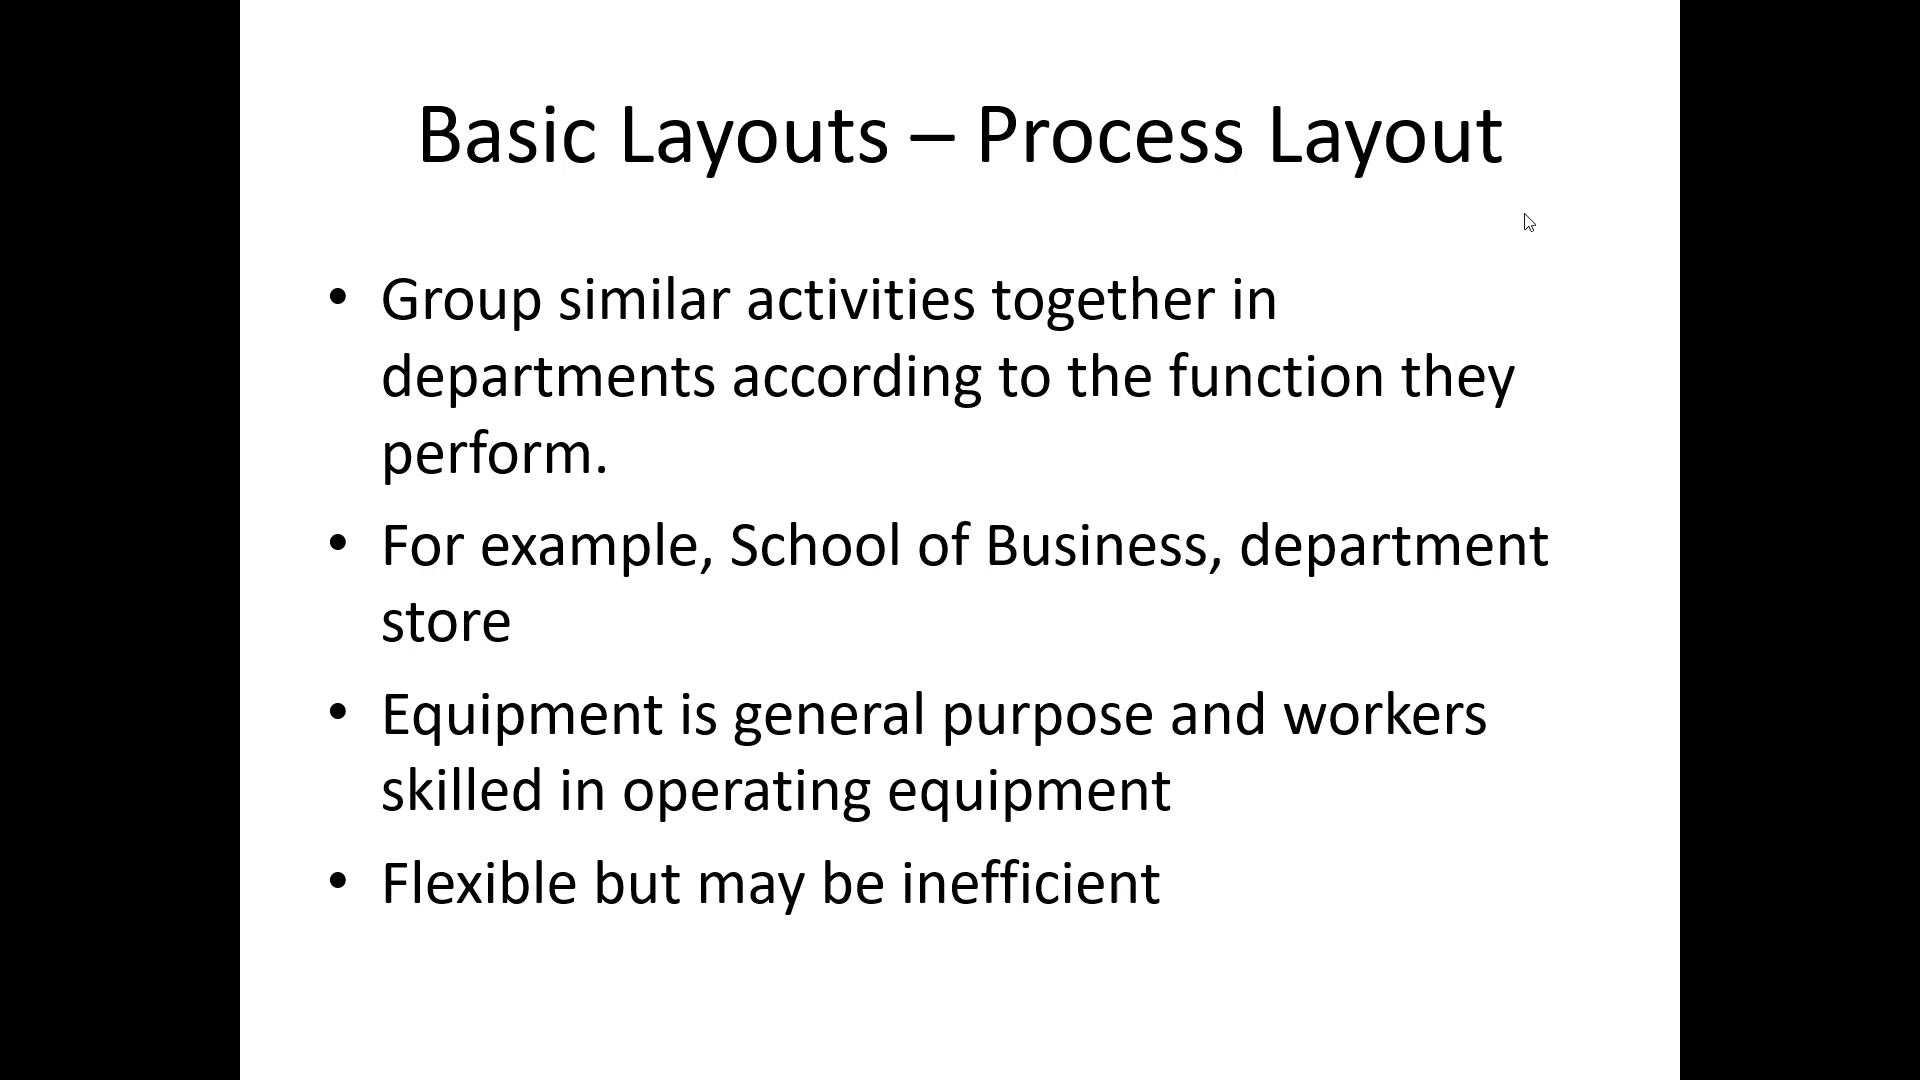 Basic Layouts – Process Layout
• Group similar activities together in
departments according to the function they
perform.
• For example, School of Business, department
store
• Equipment is general purpose and workers
skilled in operating equipment
• Flexible but may be inefficient